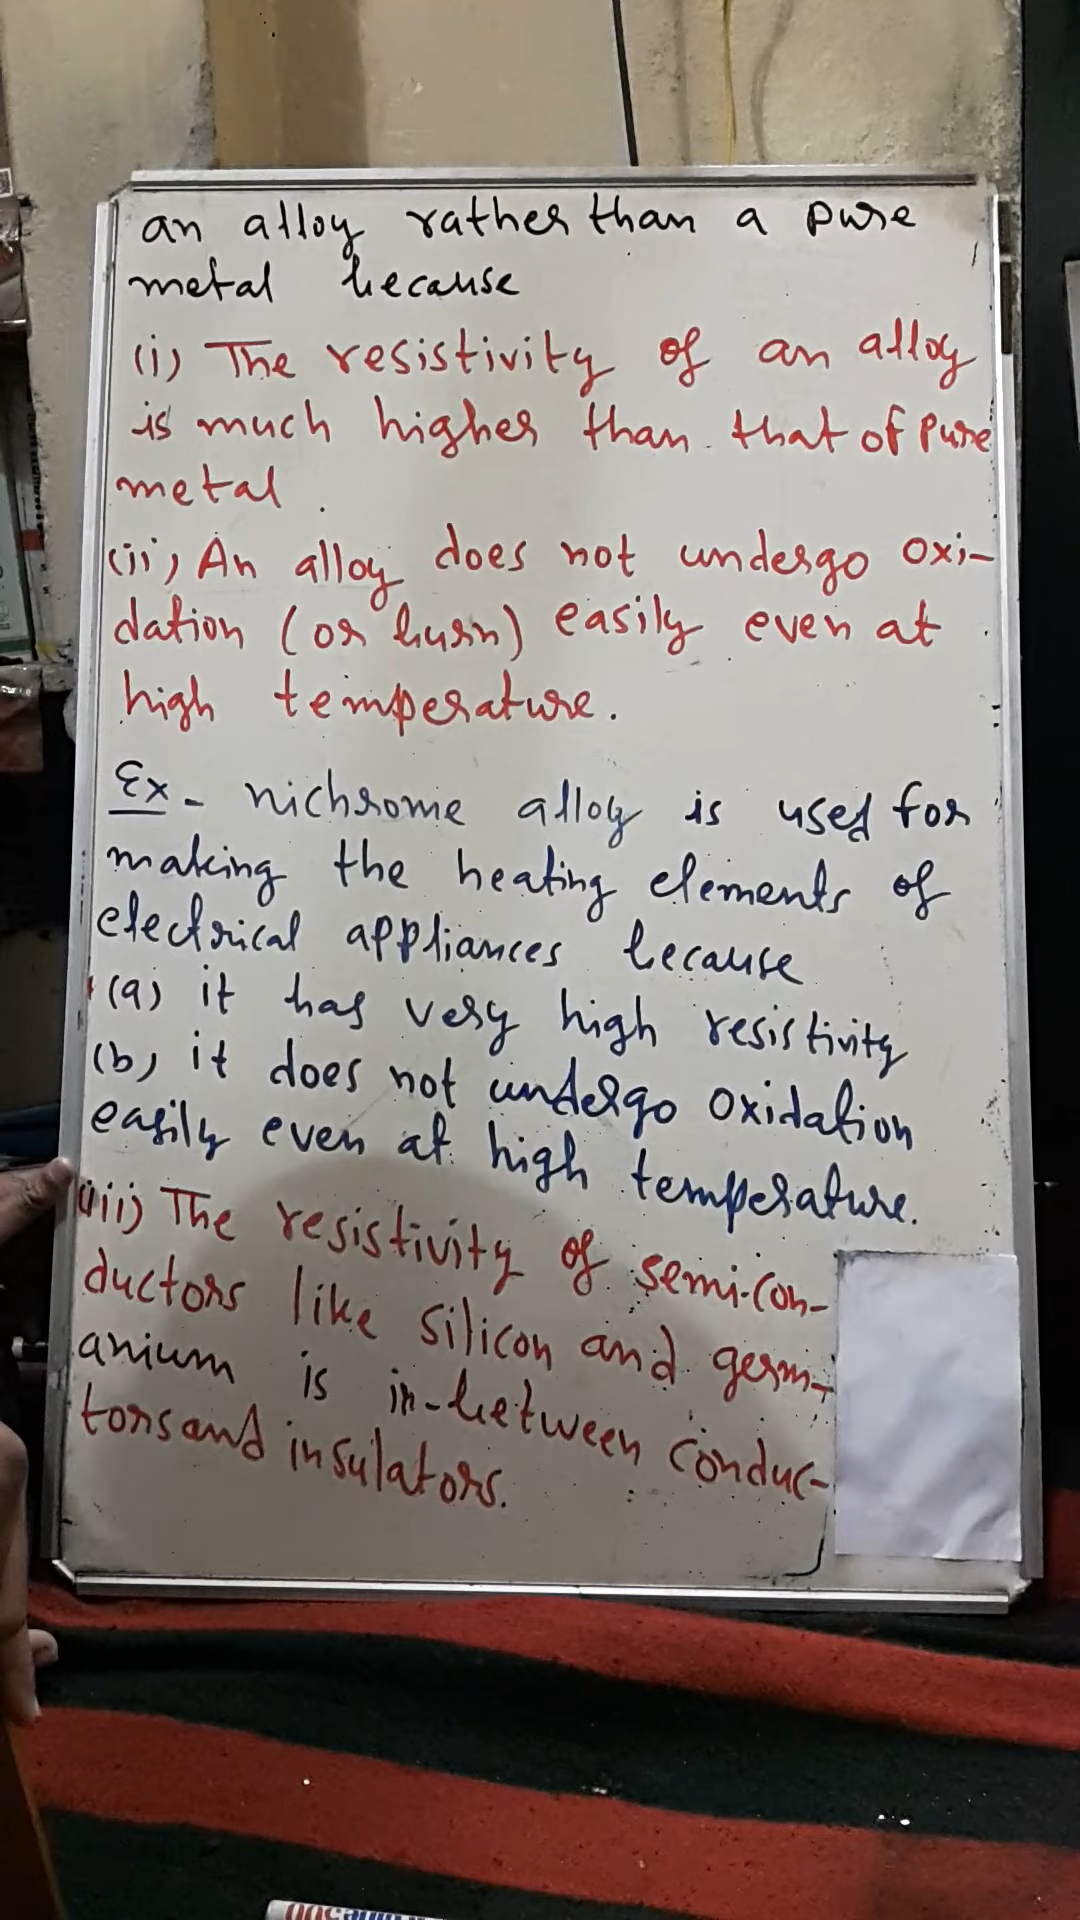 an alloy rather than a pure
metal because
(i) The resistivity of an alloy
is much higher than that of Pure
metal.
(ii) An alloy does not undergo oxi-
dation (or burn) easily even at
high temperature.
Ex - nichrome alloy is used for
making the heating elements of
electrical appliances because
(a) it has very high resistivity
(b) it does not undergo oxidation
easily even at high temperature.
(iii) The resistivity of semi-con-
ductors like silicon and germ-
anium is in-between conduc-
tors and insulators.